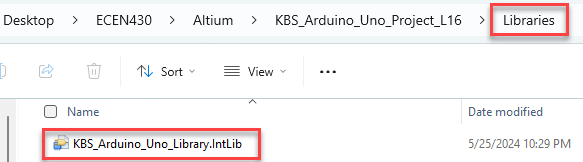 Desktop > ECEN430 > Altium > KBS_Arduino_Uno_Project_L16 > Libraries
Sort View ...
Name Date modified
KBS_Arduino_Uno_Library.IntLib 5/25/2024 10:29 PM